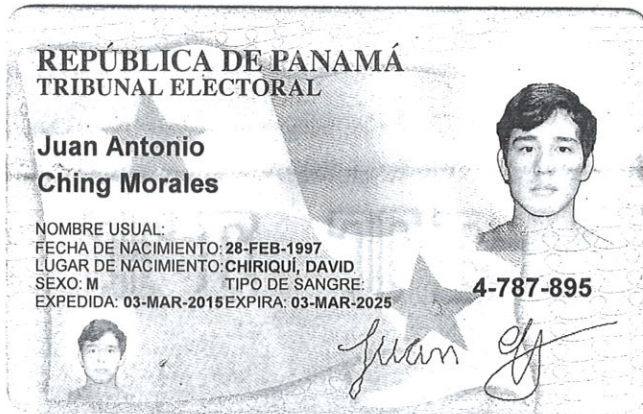 REPÚBLICA DE PANAMÁ
TRIBUNAL ELECTORAL
Juan Antonio
Ching Morales
NOMBRE USUAL:
FECHA DE NACIMIENTO: 28-FEB-1997
LUGAR DE NACIMIENTO: CHIRIQUÍ, DAVID
SEXO: M TIPO DE SANGRE:
EXPEDIDA: 03-MAR-2015 EXPIRA: 03-MAR-2025
4-787-895
Juan